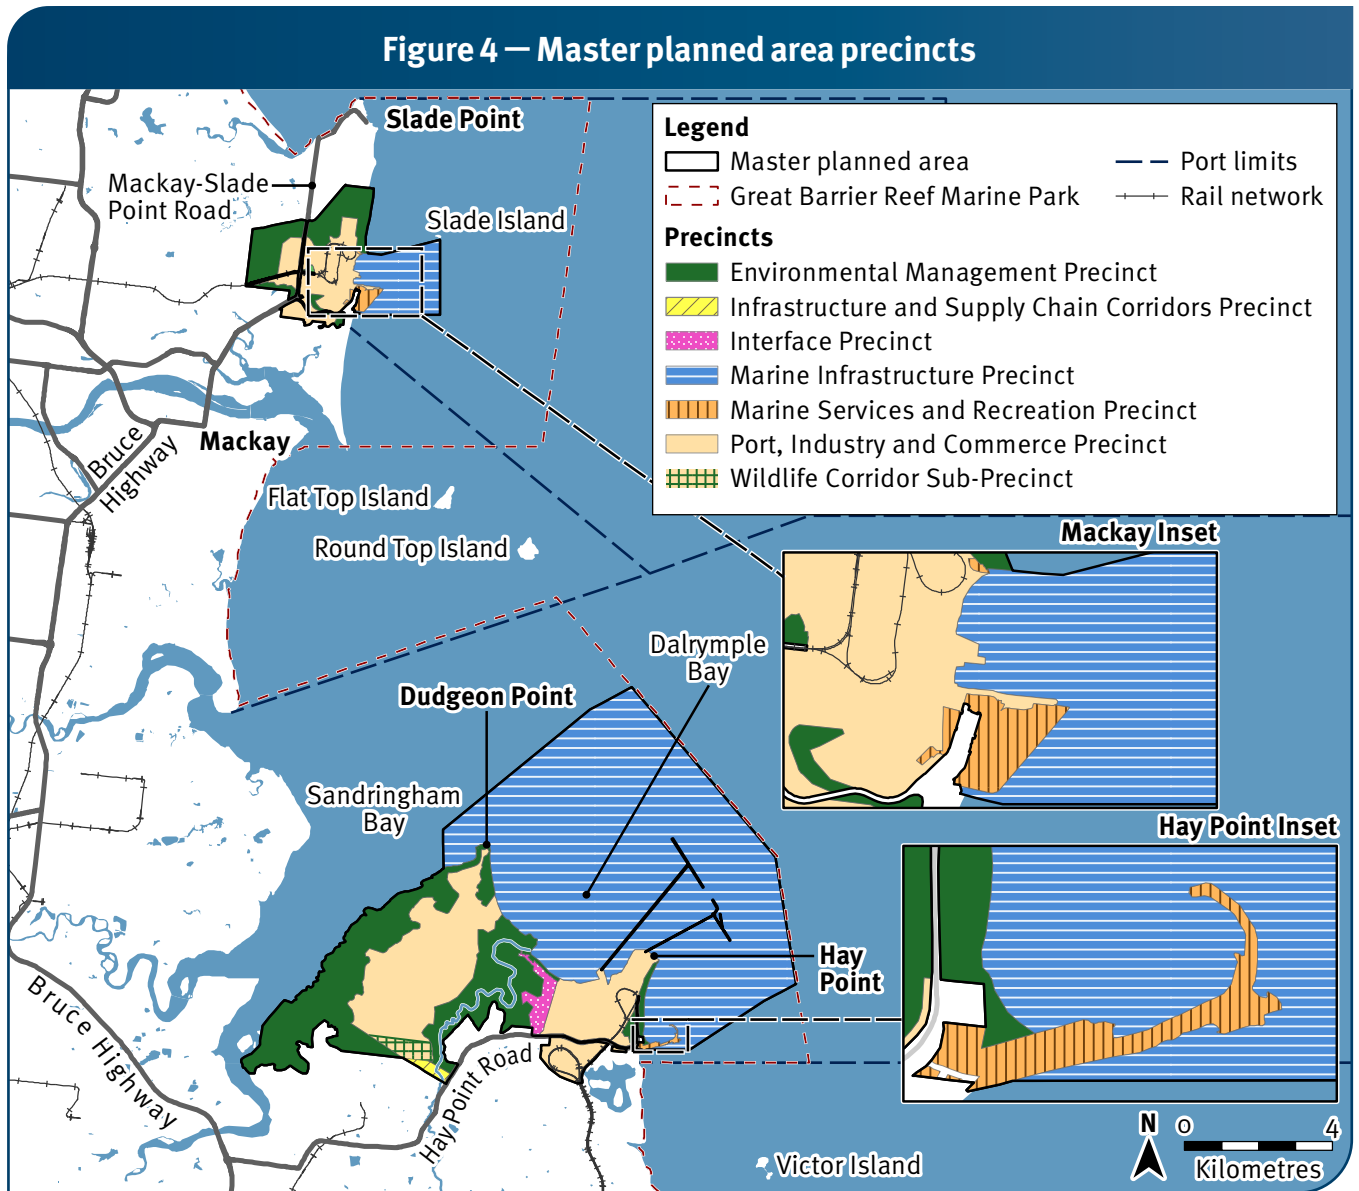 Figure 4 — Master planned area precincts
Slade Point
Mackay-Slade
Point Road
Slade Island
Legend
Master planned area
Port limits
Great Barrier Reef Marine Park
Rail network
Precincts
Environmental Management Precinct
Infrastructure and Supply Chain Corridors Precinct
Interface Precinct
Marine Infrastructure Precinct
Marine Services and Recreation Precinct
Port, Industry and Commerce Precinct
Wildlife Corridor Sub-Precinct
Mackay
Bruce
Highway
Flat Top Island
Round Top Island
Mackay Inset
Dalrymple
Bay
Dudgeon Point
Sandringham
Bay
Hay Point Inset
Hay
Point
Bruce Highway
Hay Point Road
Victor Island
N
0 4
Kilometres